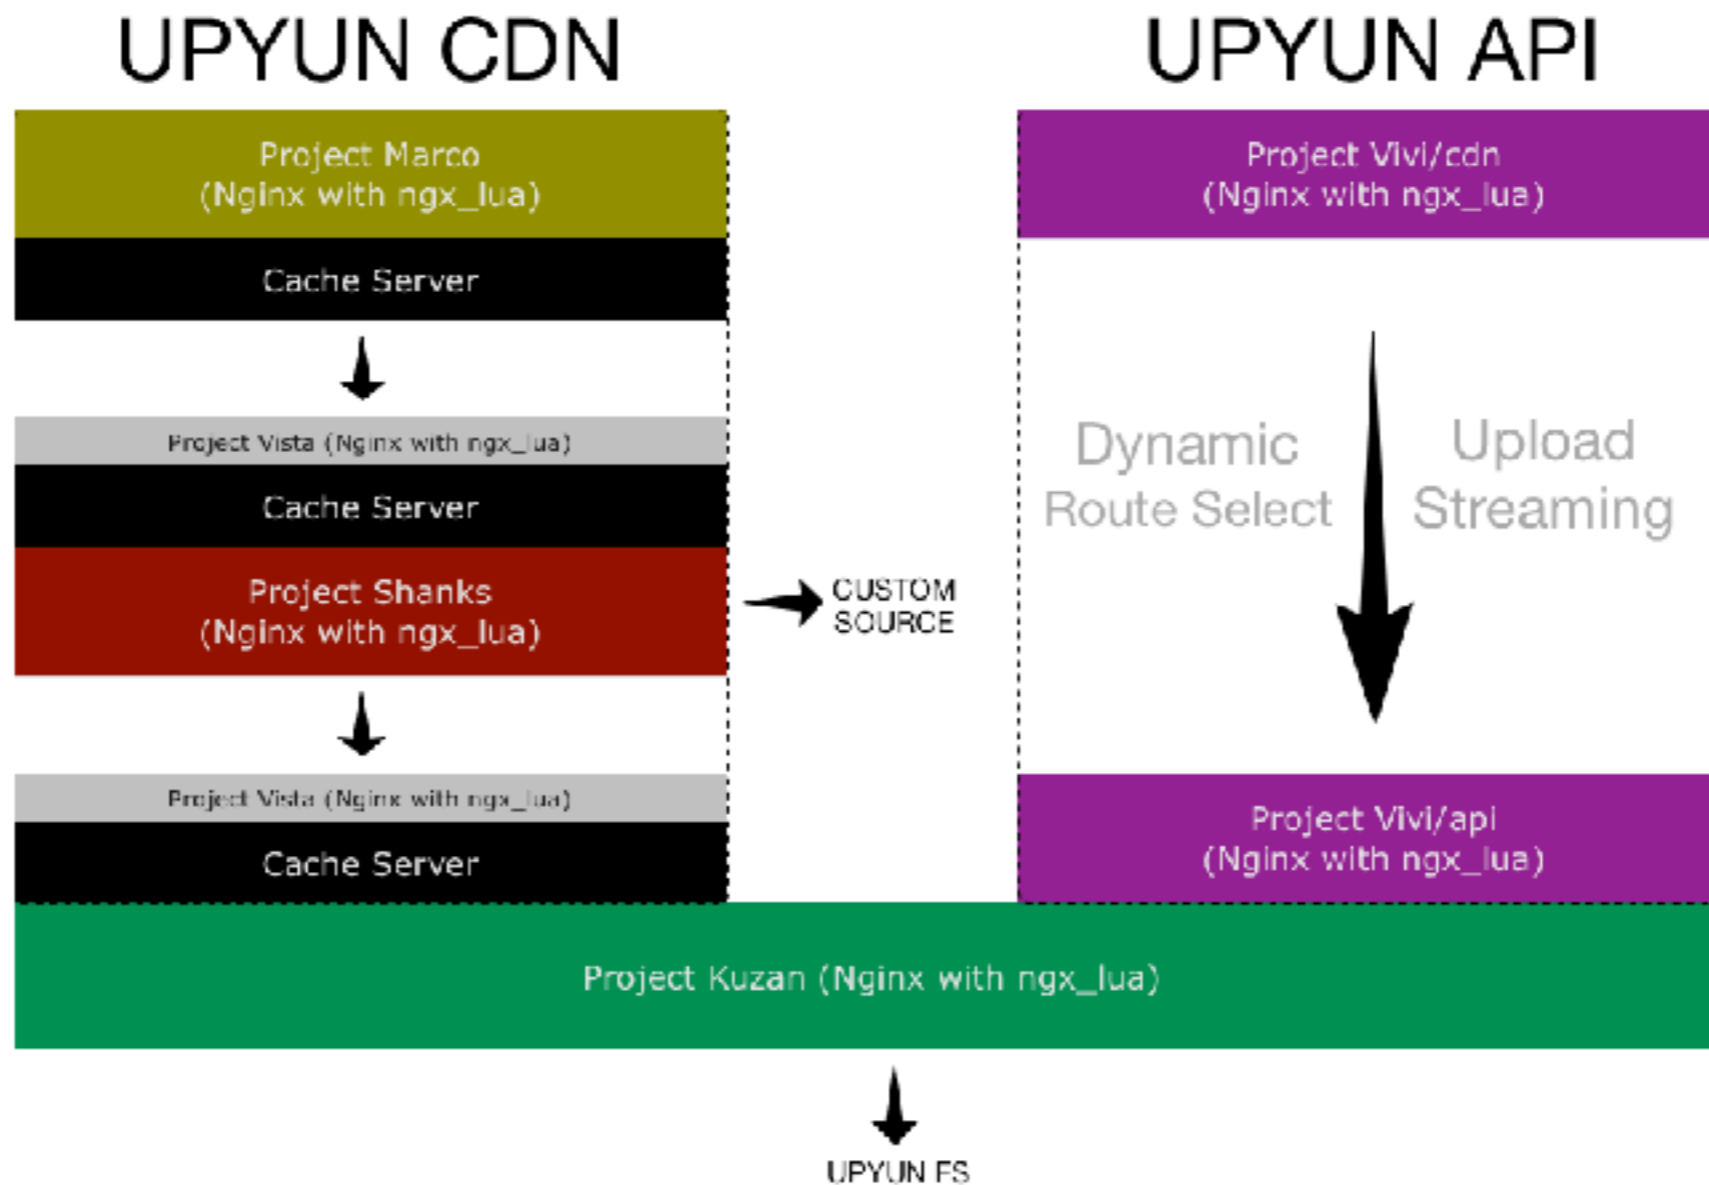 UPYUN CDN
UPYUN API
Project Marco
(Nginx with ngx_lua)
Cache Server
Project Vista (Nginx with ngx_lua)
Cache Server
Project Shanks
(Nginx with ngx_lua)
CUSTOM
SOURCE
Project Vista (Nginx with ngx_lua)
Cache Server
Project Vivi/cdn
(Nginx with ngx_lua)
Dynamic
Route Select
Upload
Streaming
Project Vivi/api
(Nginx with ngx_lua)
Project Kuzan (Nginx with ngx_lua)
UPYUN FS